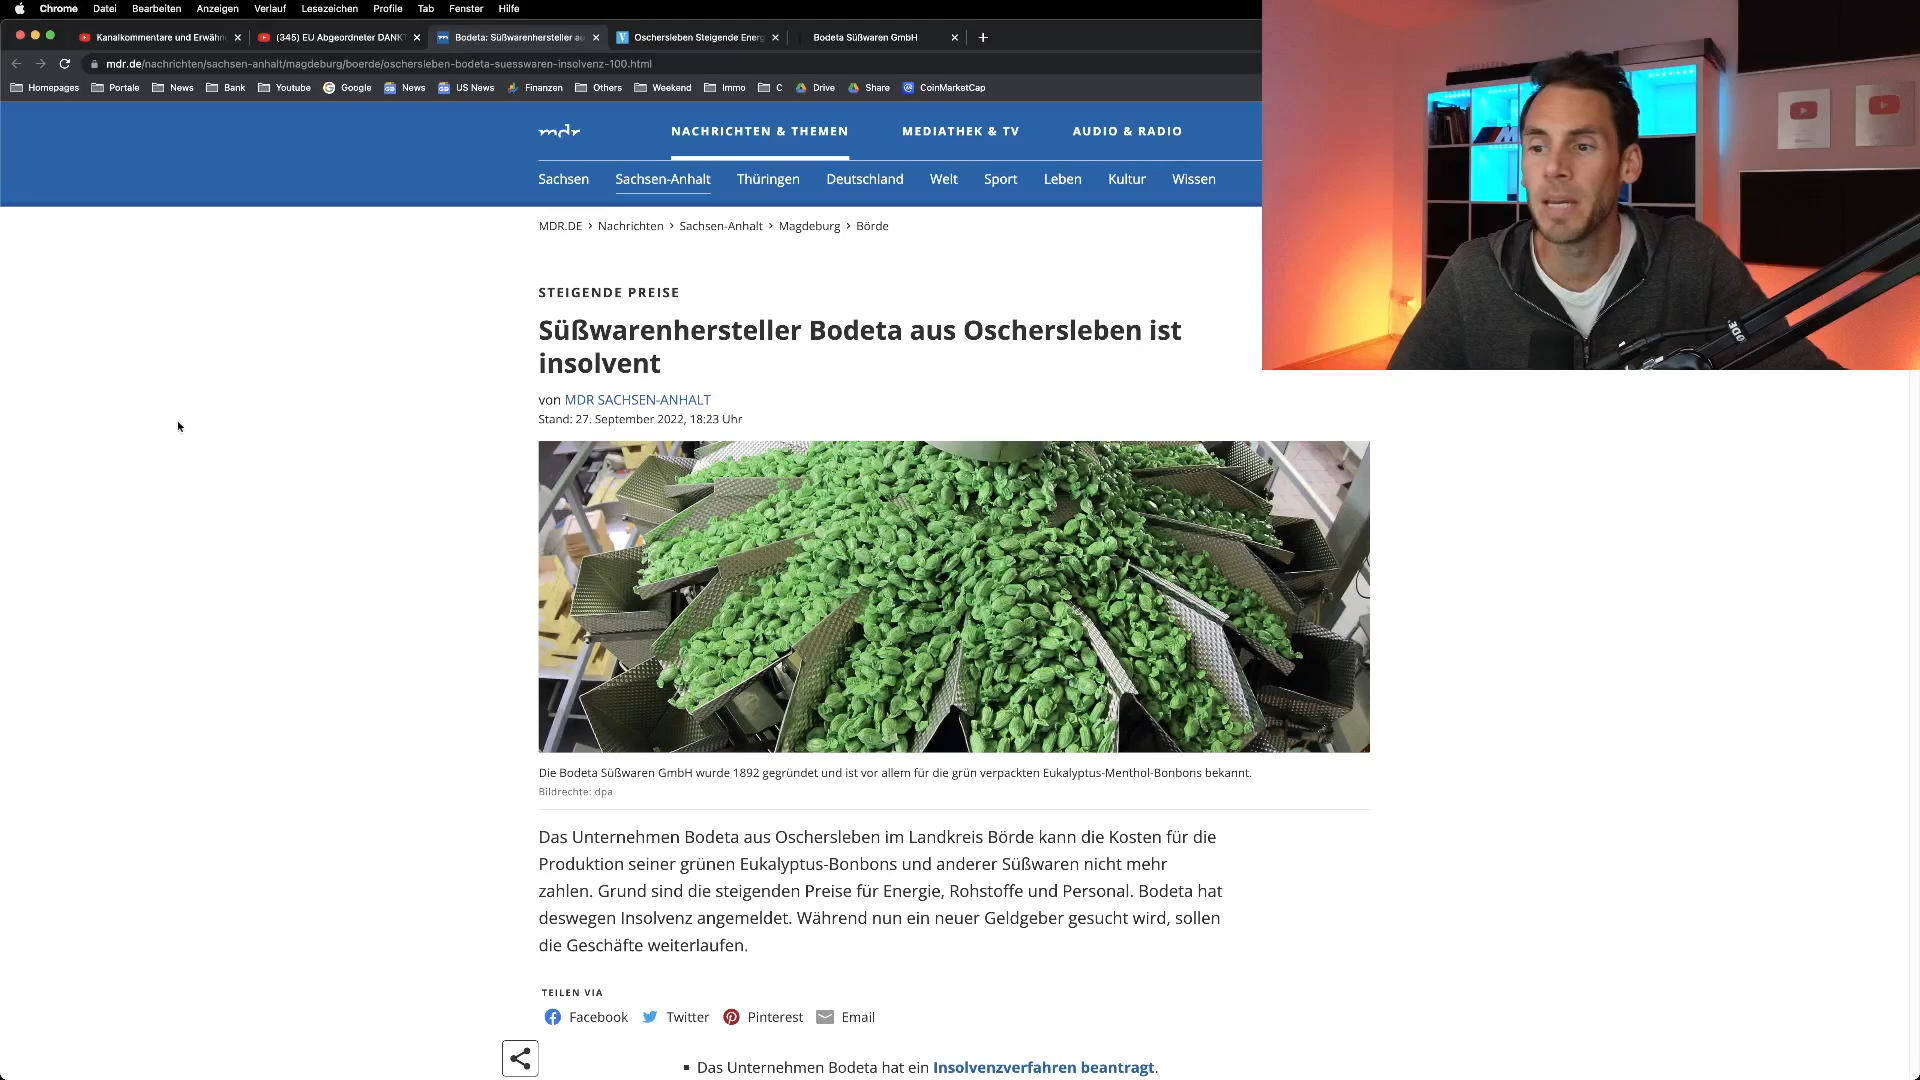 Chrome Datei Bearbeiten Anzeigen Verlauf Lesezeichen Profile Tab Fenster Hilfe
Kanalkommentare und Erwähn (345) EU Abgeordneter DANKT Bodeta: Süßwarenhersteller au Oschersleben Steigende Energ Bodeta Süßwaren GmbH
mdr.de/nachrichten/sachsen-anhalt/magdeburg/boerde/oschersleben-bodeta-suesswaren-insolvenz-100.html
Homepages Portale News Bank Youtube Google News US News Finanzen Others Weekend Immo C Drive Share CoinMarketCap
mdr NACHRICHTEN & THEMEN MEDIATHEK & TV AUDIO & RADIO
Sachsen Sachsen-Anhalt Thüringen Deutschland Welt Sport Leben Kultur Wissen
MDR.DE › Nachrichten › Sachsen-Anhalt › Magdeburg › Börde
STEIGENDE PREISE
Süßwarenhersteller Bodeta aus Oschersleben ist
insolvent
von MDR SACHSEN-ANHALT
Stand: 27. September 2022, 18:23 Uhr
Die Bodeta Süßwaren GmbH wurde 1892 gegründet und ist vor allem für die grün verpackten Eukalyptus-Menthol-Bonbons bekannt.
Bildrechte: dpa
Das Unternehmen Bodeta aus Oschersleben im Landkreis Börde kann die Kosten für die
Produktion seiner grünen Eukalyptus-Bonbons und anderer Süßwaren nicht mehr
zahlen. Grund sind die steigenden Preise für Energie, Rohstoffe und Personal. Bodeta hat
deswegen Insolvenz angemeldet. Während nun ein neuer Geldgeber gesucht wird, sollen
die Geschäfte weiterlaufen.
TEILEN VIA
Facebook Twitter Pinterest Email
▪ Das Unternehmen Bodeta hat ein Insolvenzverfahren beantragt.